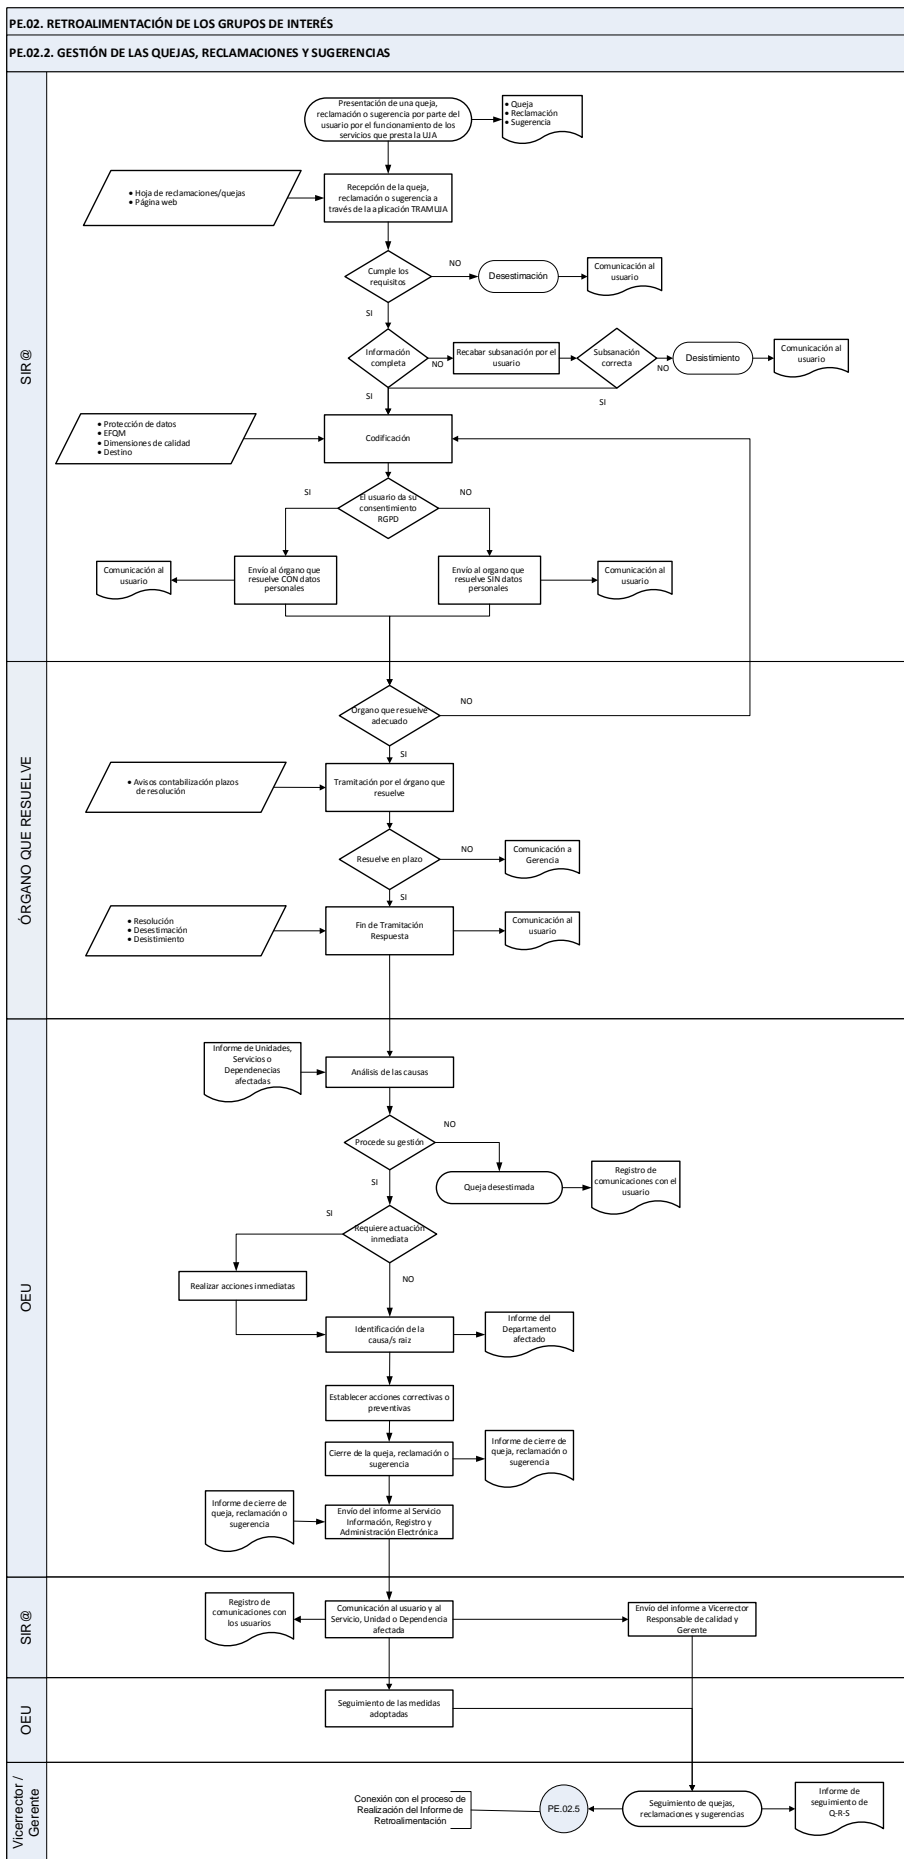 PE.02. RETROALIMENTACIÓN DE LOS GRUPOS DE INTERÉS
PE.02.2. GESTIÓN DE LAS QUEJAS, RECLAMACIONES Y SUGERENCIAS
SIR@
Presentación de una queja,
reclamación o sugerencia por parte del
usuario por el funcionamiento de los
servicios que presta la UJA
• Queja
• Reclamación
• Sugerencia
• Hoja de reclamaciones/quejas
• Página web
Recepción de la queja,
reclamación o sugerencia a
través de la aplicación TRAMUJA
Cumple los
requisitos
NO
Desestimación
Comunicación al
usuario
SI
Información
completa
NO
Recabar subsanación por el
usuario
Subsanación
correcta
NO
Desistimiento
Comunicación al
usuario
SI
SI
• Protección de datos
• EFQM
• Dimensiones de calidad
• Destino
Codificación
SI
El usuario da su
consentimiento
RGPD
NO
Comunicación al
usuario
Envío al órgano que
resuelve CON datos
personales
Envío al organo que
resuelve SIN datos
personales
Comunicación al
usuario
ÓRGANO QUE RESUELVE
Órgano que resuelve
adecuado
NO
SI
• Avisos contabilización plazos
de resolución
Tramitación por el órgano que
resuelve
Resuelve en plazo
NO
Comunicación a
Gerencia
SI
• Resolución
• Desestimación
• Desistimiento
Fin de Tramitación
Respuesta
Comunicación al
usuario
OEU
Informe de Unidades,
Servicios o
Dependenecias
afectadas
Análisis de las causas
Procede su gestión
NO
Queja desestimada
Registro de
comunicaciones con el
usuario
SI
SI
Requiere actuación
inmediata
Realizar acciones inmediatas
NO
Identificación de la
causa/s raiz
Informe del
Departamento
afectado
Establecer acciones correctivas o
preventivas
Cierre de la queja, reclamación o
sugerencia
Informe de cierre de
queja, reclamación o
sugerencia
Informe de cierre de
queja, reclamación o
sugerencia
Envío del informe al Servicio
Información, Registro y
Administración Electrónica
SIR@
Registro de
comunicaciones con
los usuarios
Comunicación al usuario y al
Servicio, Unidad o Dependencia
afectada
Envío del informe a Vicerrector
Responsable de calidad y
Gerente
OEU
Seguimiento de las medidas
adoptadas
Vicerrector /
Gerente
Conexión con el proceso de
Realización del Informe de
Retroalimentación
PE.02.5
Seguimiento de quejas,
reclamaciones y sugerencias
Informe de
seguimiento de
Q-R-S